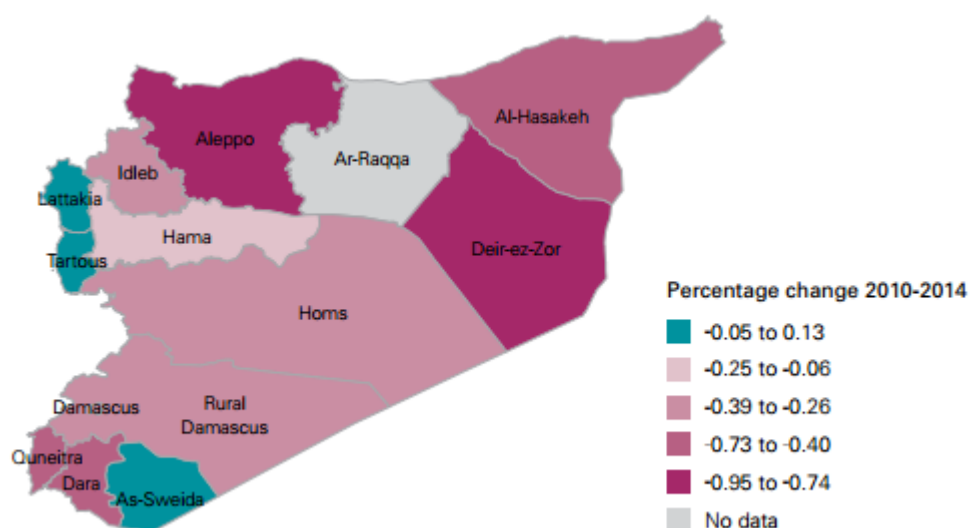 Al-Hasakeh
Aleppo
Ar-Raqqa
Idleb
Lattakia
Hama
Deir-ez-Zor
Tartous
Homs
Damascus
Rural
Damascus
Quneitra
Dara
As-Sweida
Percentage change 2010-2014
-0.05 to 0.13
-0.25 to -0.06
-0.39 to -0.26
-0.73 to -0.40
-0.95 to -0.74
No data